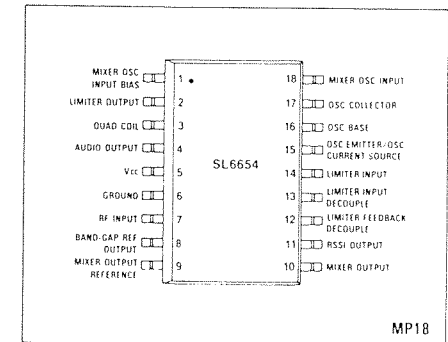 MIXER OSC
INPUT BIAS
1
LIMITER OUTPUT
2
QUAD COIL
3
AUDIO OUTPUT
4
Vcc
5
GROUND
6
RF INPUT
7
BAND-GAP REF
OUTPUT
8
MIXER OUTPUT
REFERENCE
9
SL6654
18
MIXER OSC INPUT
17
OSC COLLECTOR
16
OSC BASE
15
OSC EMITTER/OSC
CURRENT SOURCE
14
LIMITER INPUT
13
LIMITER INPUT
DECOUPLE
12
LIMITER FEEDBACK
DECOUPLE
11
RSSI OUTPUT
10
MIXER OUTPUT
MP18